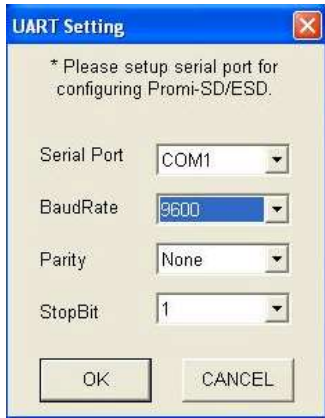 UART Setting
* Please setup serial port for
configuring Promi-SD/ESD.
Serial Port COM1
BaudRate 9600
Parity None
StopBit 1
OK CANCEL